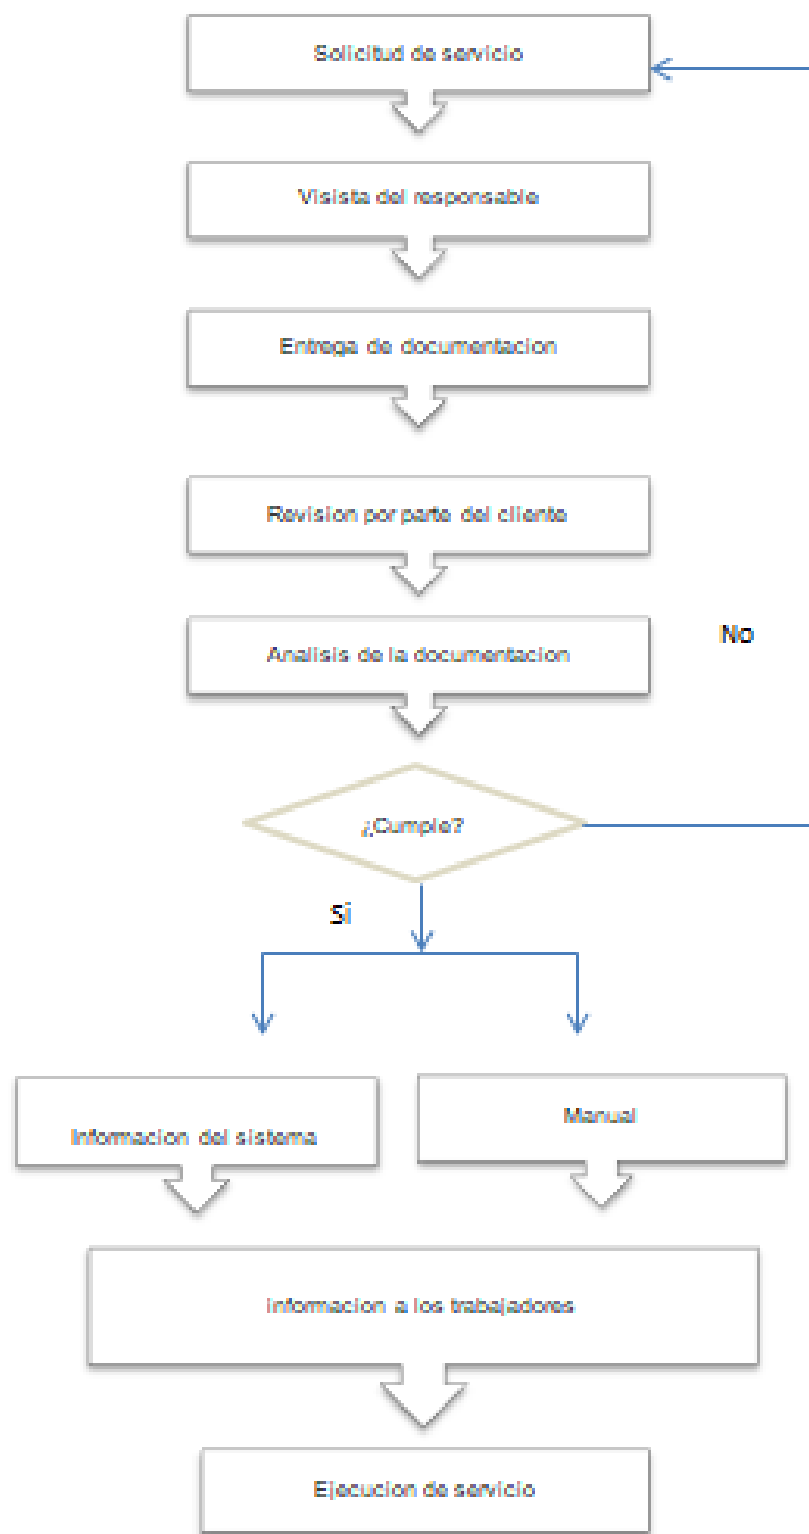 Solicitud de servicio
Visista del responsable
Entrega de documentacion
Revision por parte del cliente
Analisis de la documentacion
No
¿Cumple?
Si
Informacion del sistema
Manual
informacion a los trabajadores
Ejecucion de servicio